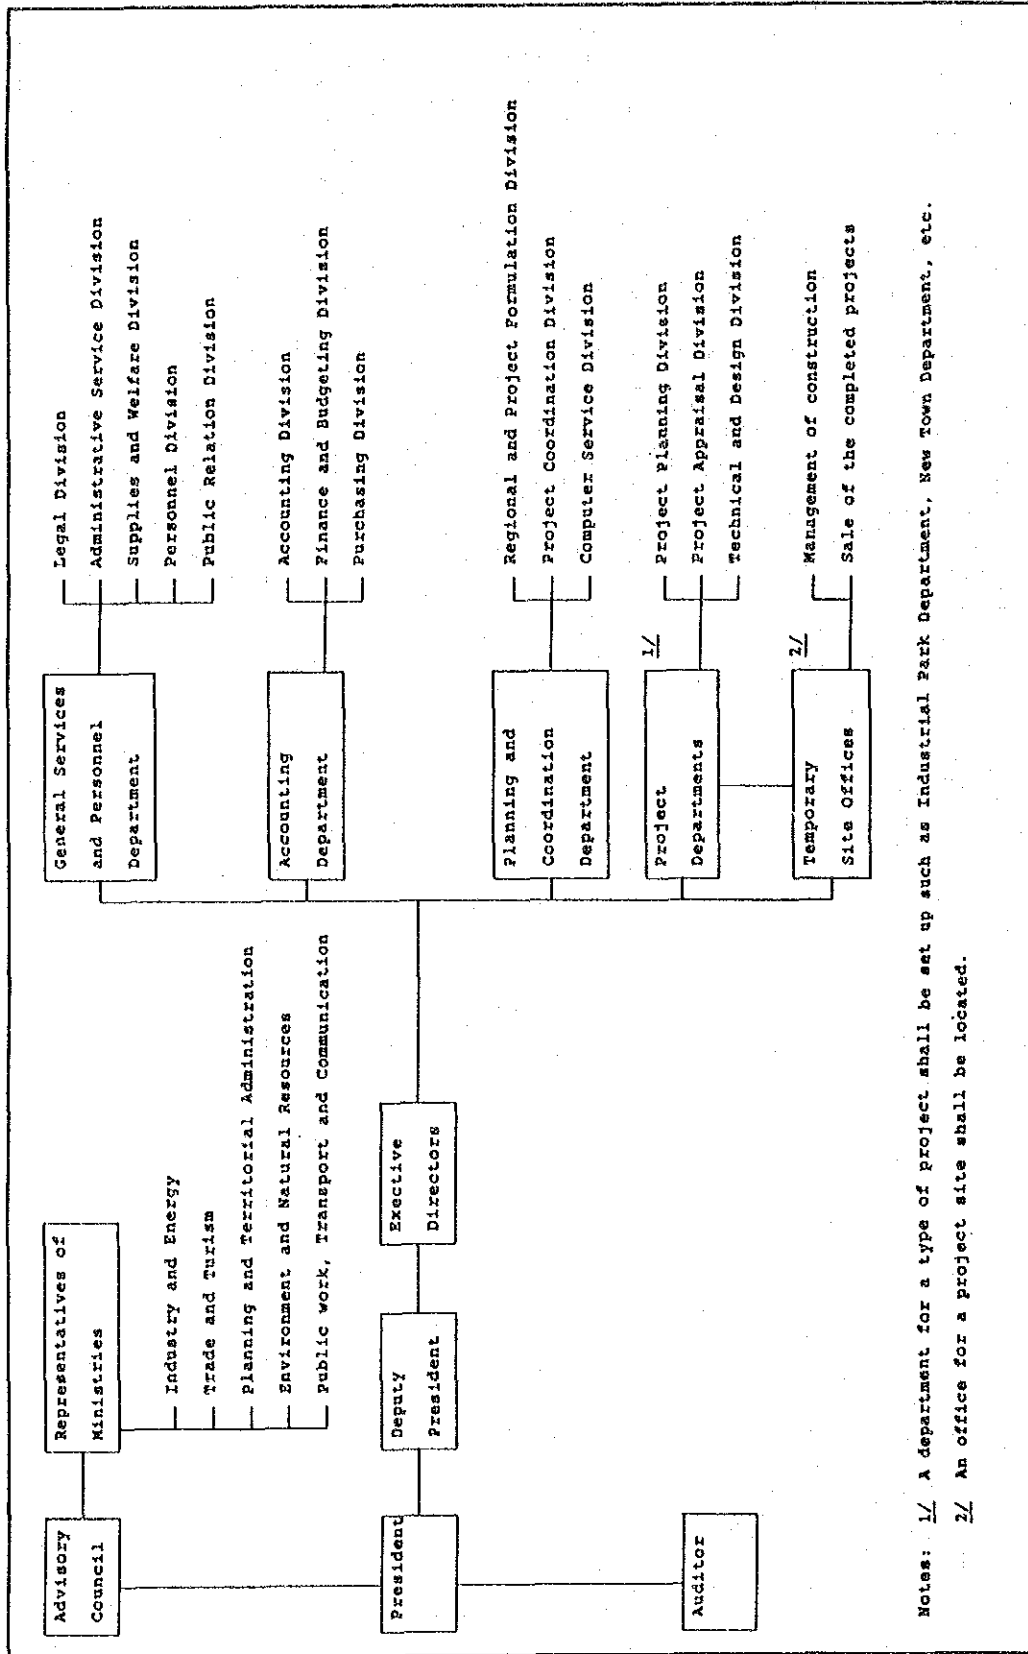 Advisory
Council
Representatives of
Ministries
Industry and Energy
Trade and Turism
Planning and Territorial Administration
Environment and Natural Resources
Public work, Transport and Communication
President
Deputy
President
Exective
Directors
Auditor
General Services
and Personnel
Department
Legal Division
Administrative Service Division
Supplies and Welfare Division
Personnel Division
Public Relation Division
Accounting
Department
Accounting Division
Finance and Budgeting Division
Purchasing Division
Planning and
Coordination
Department
Regional and Project Formulation Division
Project Coordination Division
Computer Service Division
Project
Departments
1/
Project Planning Division
Project Appraisal Division
Technical and Design Division
Temporary
Site Offices
2/
Management of construction
Sale of the completed projects
Notes: 1/ A department for a type of project shall be set up such as Industrial Park Department, New Town Department, etc.
2/ An office for a project site shall be located.